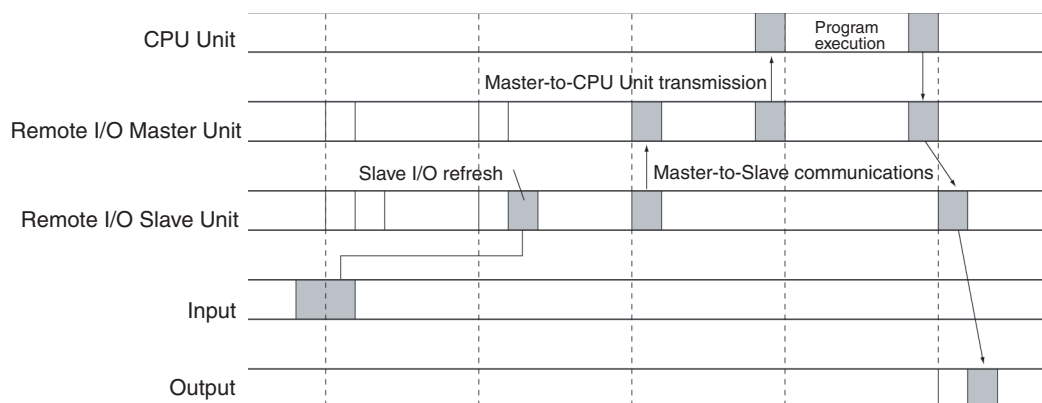 CPU Unit
Program
execution
Master-to-CPU Unit transmission
Remote I/O Master Unit
Slave I/O refresh
Master-to-Slave communications
Remote I/O Slave Unit
Input
Output